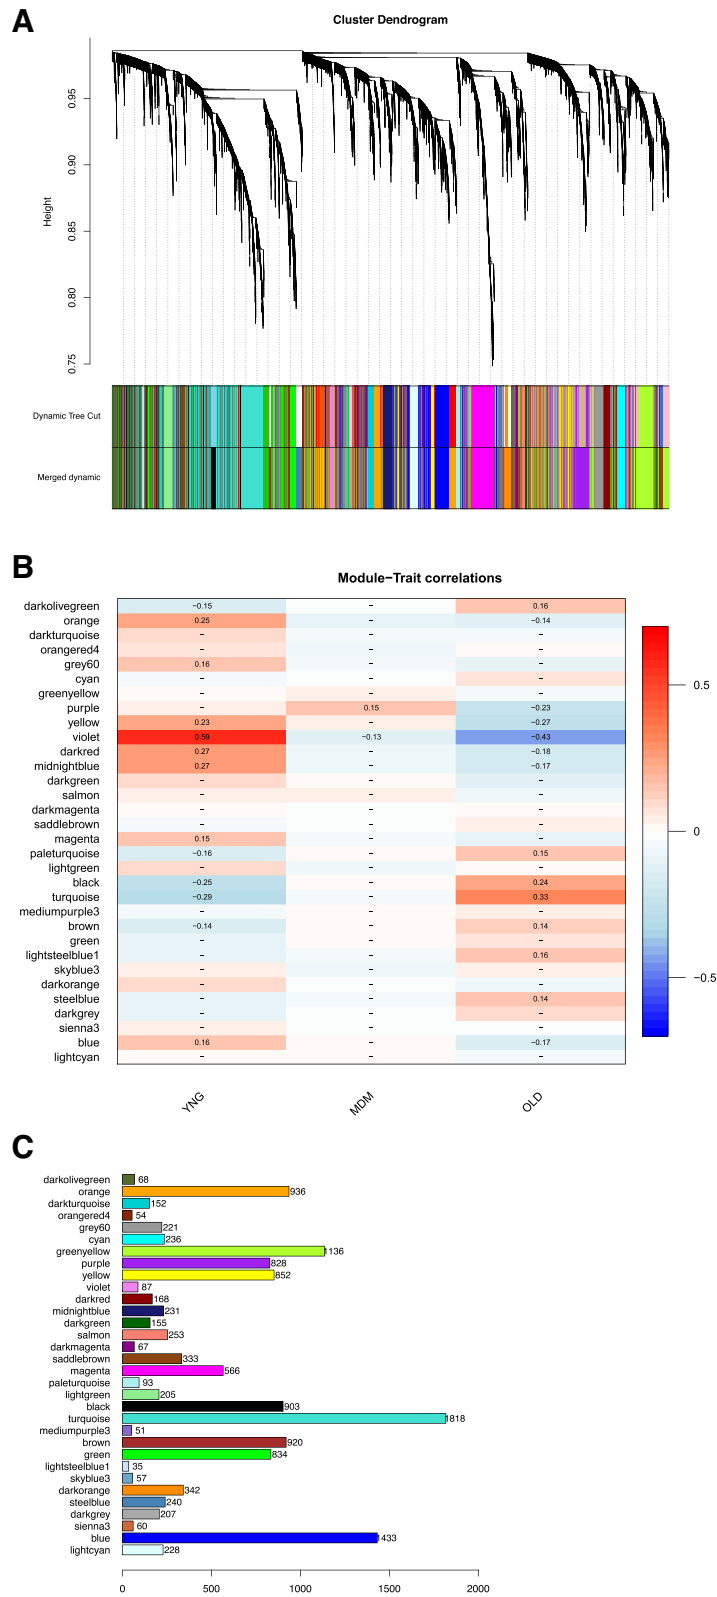 A
Cluster Dendrogram
Height
0.95
0.90
0.85
0.80
0.75
Dynamic Tree Cut
Merged dynamic
B
Module−Trait correlations
darkolivegreen −0.15 − 0.16
orange 0.25 − −0.14
darkturquoise − − −
orangered4 − − −
grey60 0.16 − −
cyan − − −
greenyellow − − −
purple − 0.15 −0.23
yellow 0.23 − −0.27
violet 0.59 −0.13 −0.43
darkred 0.27 − −0.18
midnightblue 0.27 − −0.17
darkgreen − − −
salmon − − −
darkmagenta − − −
saddlebrown − − −
magenta 0.15 − −
paleturquoise −0.16 − 0.15
lightgreen − − −
black −0.25 − 0.24
turquoise −0.29 − 0.33
mediumpurple3 − − −
brown −0.14 − 0.14
green − − −
lightsteelblue1 − − 0.16
skyblue3 − − −
darkorange − − −
steelblue − − 0.14
darkgrey − − −
sienna3 − − −
blue 0.16 − −0.17
lightcyan − − −
YNG MDM OLD
0.5
0
−0.5
C
darkolivegreen 68
orange 936
darkturquoise 152
orangered4 54
grey60 221
cyan 236
greenyellow 1136
purple 828
yellow 852
violet 87
darkred 168
midnightblue 231
darkgreen 155
salmon 253
darkmagenta 67
saddlebrown 333
magenta 566
paleturquoise 93
lightgreen 205
black 903
turquoise 1818
mediumpurple3 51
brown 920
green 834
lightsteelblue1 35
skyblue3 57
darkorange 342
steelblue 240
darkgrey 207
sienna3 60
blue 1433
lightcyan 228
0 500 1000 1500 2000